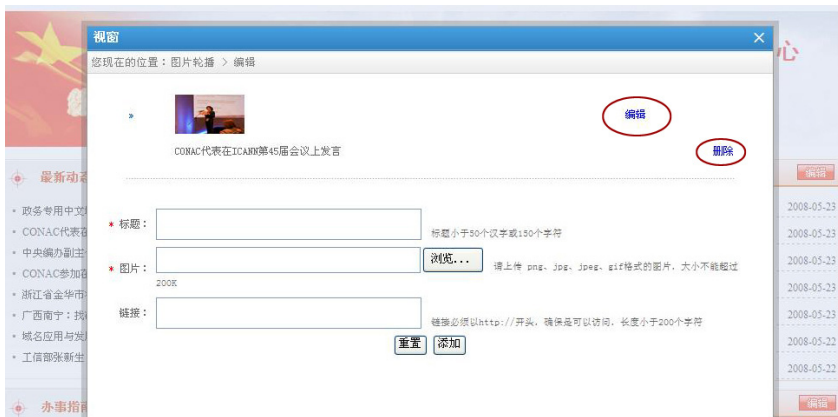 视窗
心
您现在的位置：图片轮播 > 编辑
»
编辑
CONAC代表在ICANN第45届会议上发言
删除
最新动态
编辑
• 政务专用中文
2008-05-23
* 标题：
标题小于50个汉字或150个字符
• CONAC代表在
2008-05-23
• 中央编办副主
2008-05-23
* 图片：
浏览...
请上传 png、jpg、jpeg、gif格式的图片，大小不能超过
200K
• CONAC参加在
2008-05-23
• 浙江省金华市
2008-05-23
• 广西南宁：找
链接：
链接必须以http://开头，确保是可以访问，长度小于200个字符
2008-05-23
• 域名应用与发
2008-05-22
重置
添加
• 工信部张新生
2008-05-22
办事指南
编辑